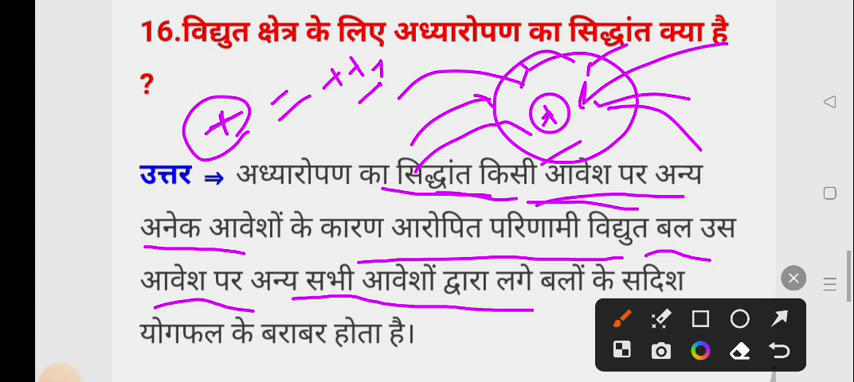 16.विद्युत क्षेत्र के लिए अध्यारोपण का सिद्धांत क्या है
?
उत्तर ⇒ अध्यारोपण का सिद्धांत किसी आवेश पर अन्य
अनेक आवेशों के कारण आरोपित परिणामी विद्युत बल उस
आवेश पर अन्य सभी आवेशों द्वारा लगे बलों के सदिश
योगफल के बराबर होता है।